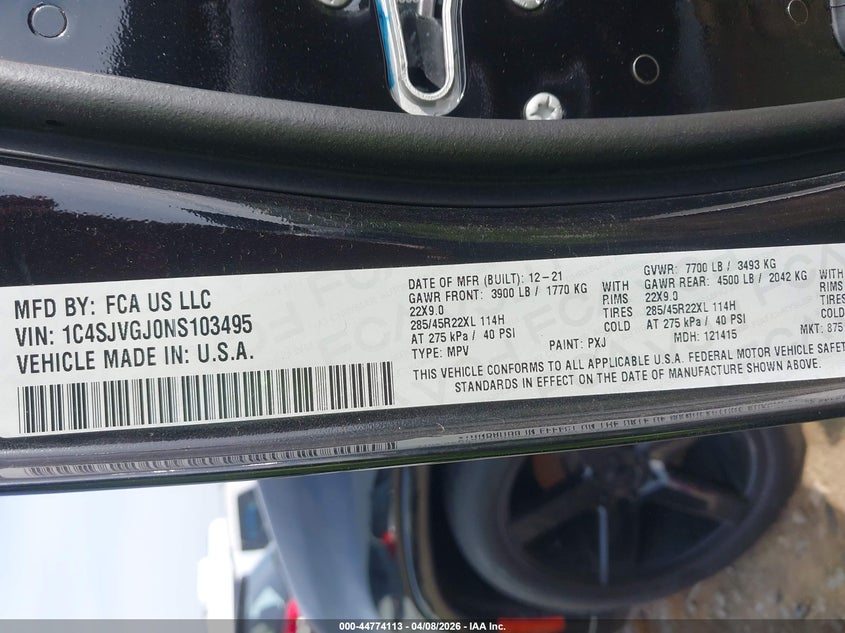 MFD BY: FCA US LLC
VIN: 1C4SJVGJ0NS103495
VEHICLE MADE IN: U.S.A.
DATE OF MFR (BUILT): 12-21
GAWR FRONT: 3900 LB / 1770 KG WITH
22X9.0 RIMS
285/45R22XL 114H TIRES
AT 275 kPa / 40 PSI COLD
TYPE: MPV PAINT: PXJ
GVWR: 7700 LB / 3493 KG
GAWR REAR: 4500 LB / 2042 KG WITH
22X9.0 RIMS
285/45R22XL 114H TIRES
AT 275 kPa / 40 PSI COLD
MDH: 121415 MKT: 875
THIS VEHICLE CONFORMS TO ALL APPLICABLE U.S.A. FEDERAL MOTOR VEHICLE SAFET
STANDARDS IN EFFECT ON THE DATE OF MANUFACTURE SHOWN ABOVE.
000-44774113 - 04/08/2026 - IAA Inc.